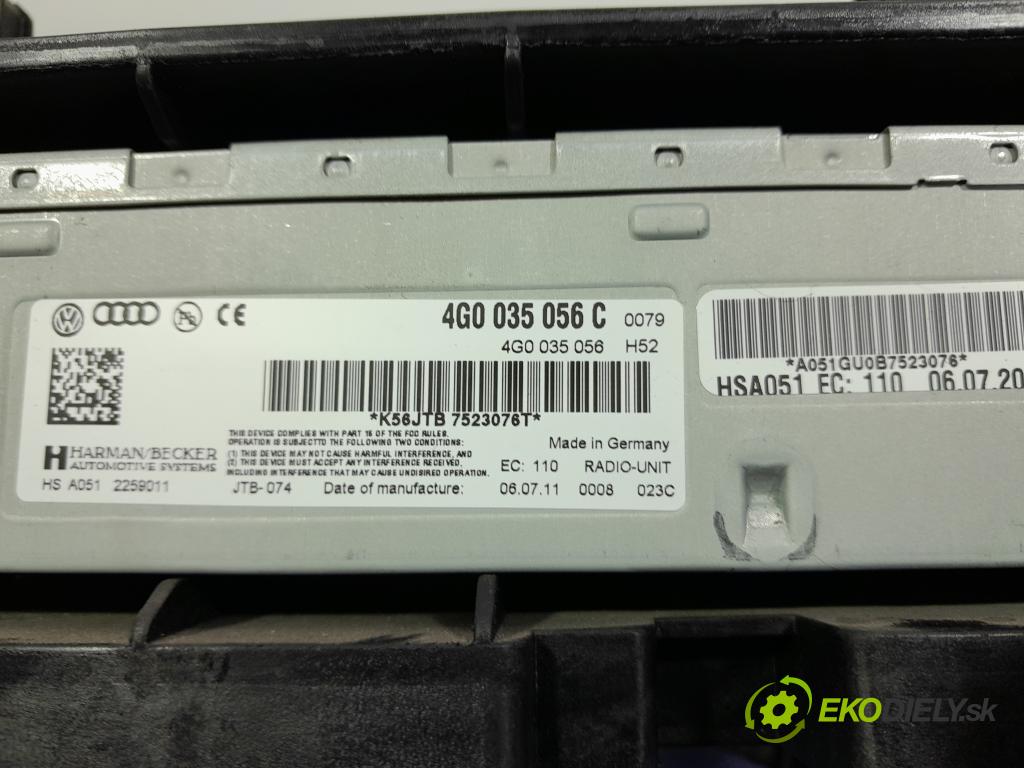 4G0 035 056 C 0079
4G0 035 056 H52
*K56JTB 7523076T*
THIS DEVICE COMPLIES WITH PART 15 OF THE FCC RULES.
OPERATION IS SUBJECTTO THE FOLLOWING TWO CONDITIONS:
(1) THIS DEVICE MAY NOT CAUSE HARMFUL INTERFERENCE, AND
(2) THIS DEVICE MUST ACCEPT ANY INTERFERENCE RECEIVED,
INCLUDING INTERFERENCE THAT MAY CAUSE UNDISIRED OPERATION.
Made in Germany
HARMAN/BECKER
AUTOMOTIVE SYSTEMS
EC: 110 RADIO-UNIT
HS A051 2259011 JTB-074 Date of manufacture: 06.07.11 0008 023C
*A051GU0B7523076*
HSA051 EC: 110 06.07.20
EKODIELY.sk